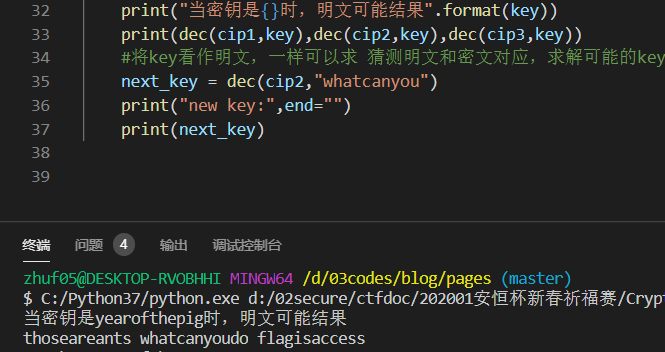 32 print("当密钥是{}时，明文可能结果".format(key))
33 print(dec(cip1,key),dec(cip2,key),dec(cip3,key))
34 #将key看作明文，一样可以求 猜测明文和密文对应，求解可能的key
35 next_key = dec(cip2,"whatcanyou")
36 print("new key:",end="")
37 print(next_key)
38
39
终端 问题 4 输出 调试控制台
zhuf05@DESKTOP-RVOBHHI MINGW64 /d/03codes/blog/pages (master)
$ C:/Python37/python.exe d:/02secure/ctfdoc/202001安恒杯新春祈福赛/Cryp
当密钥是yearofthepig时，明文可能结果
thoseareants whatcanyoudo flagisaccess